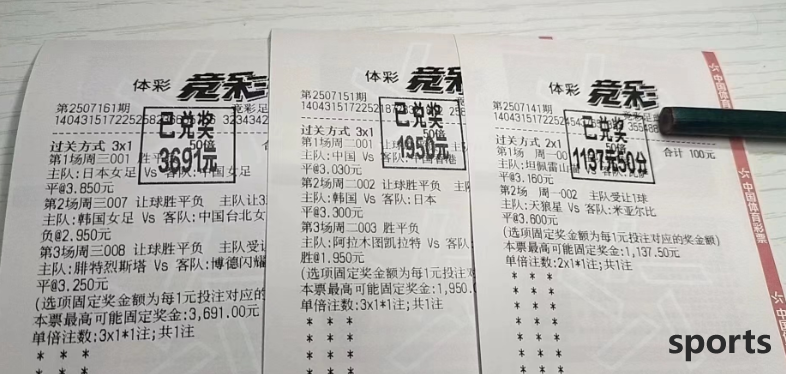 体彩 竞彩
第2507161期 竞彩足
已兑奖
3691元
过关方式 3x1 50倍
第1场周三001 胜平
主队:日本女足 Vs 客队:中国女足
平@3.850元
第2场周三007 让球胜平负 主队让3
主队:韩国女足 Vs 客队:中国台北女
负@2.950元
第3场周三008 让球胜平负 主队受让
主队:腓特烈斯塔 Vs 客队:博德闪耀
平@3.250元
(选项固定奖金额为每1元投注对应的
本票最高可能固定奖金:3,691.00元
单倍注数:3x1*1注;共1注
* * *
* * *
体彩 竞彩
第2507151期
已兑奖
1950元
过关方式 3x1 50倍
第1场周二001
主队:中国 Vs
平@3.030元
第2场周二002 让球胜平负
主队:韩国 Vs 客队:日本
平@3.300元
第3场周二003 让球胜平负
主队:阿拉木图凯拉特 Vs 客
胜@1.950元
(选项固定奖金额为每1元投
本票最高可能固定奖金:1,950.
单倍注数:3x1*1注;共1注
* * *
* * *
* * *
体彩 竞彩
第2507141期
已兑奖
1137元50分
过关方式 2x1 50倍 合计 100元
第1场 周一00
主队:坦佩雷山
平@3.160元
第2场 周一002 主队受让1球
主队:天狼星 Vs 客队:米亚尔比
平@3.600元
(选项固定奖金额为每1元投注对应的奖金额)
本票最高可能固定奖金:1,137.50元
单倍注数:2x1*1注;共1注
* * *
* * *
* * *
* * *
* * *
* * *
中国体育彩票
sports